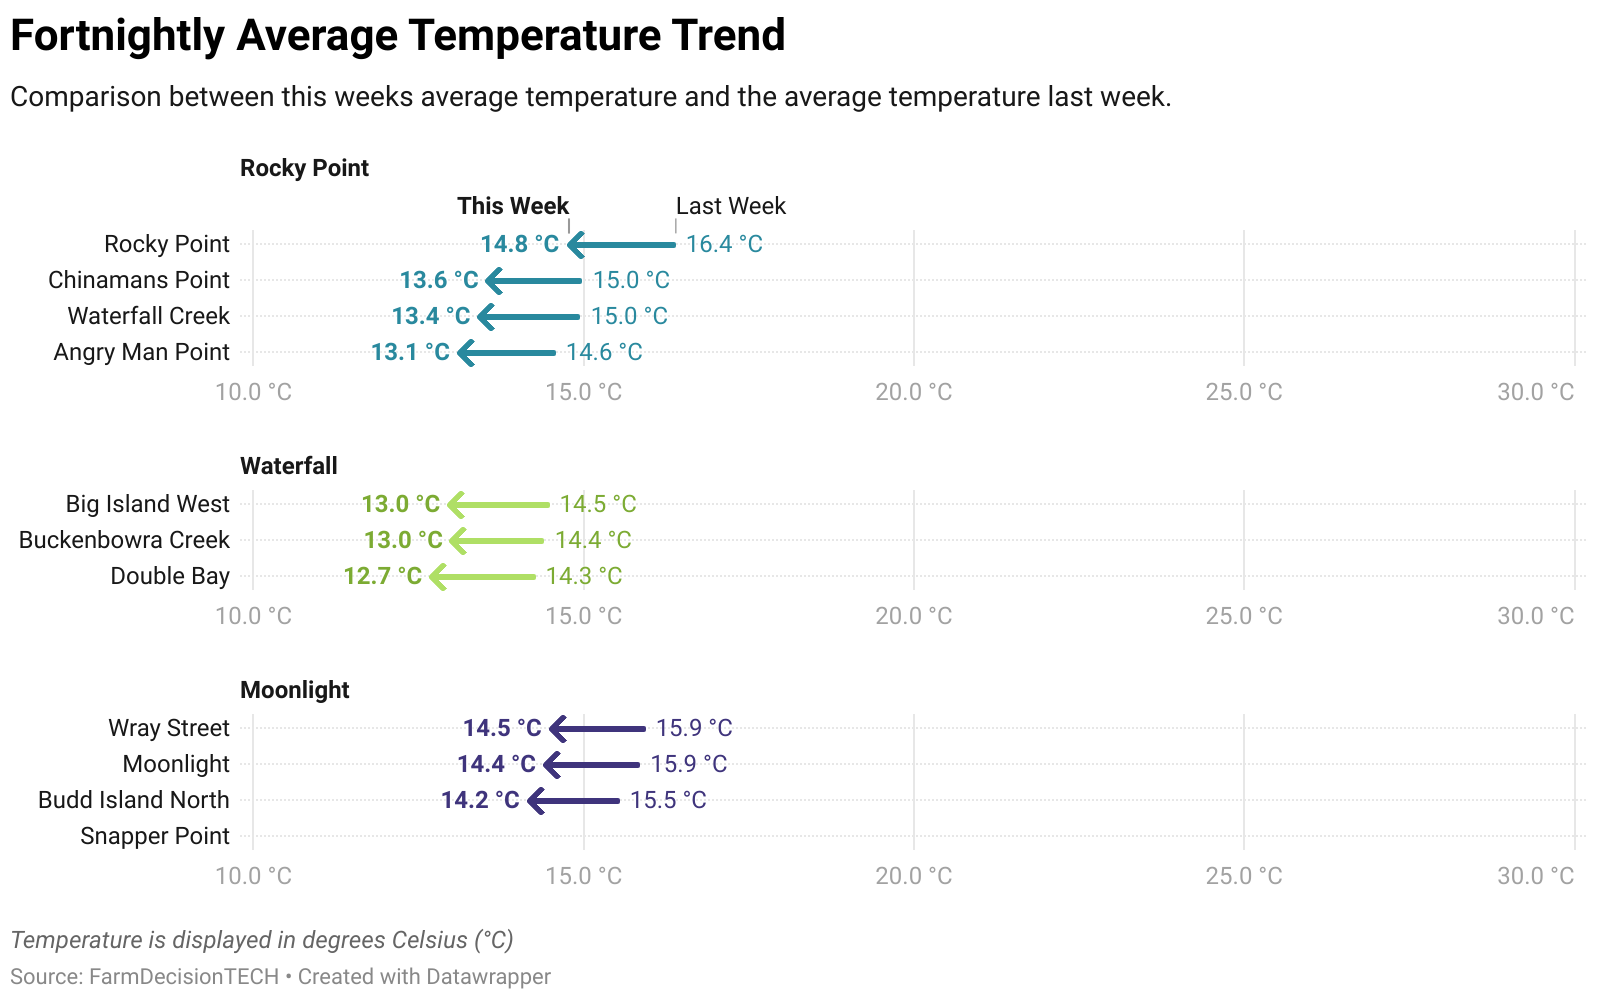 Fortnightly Average Temperature Trend
Comparison between this weeks average temperature and the average temperature last week.
Rocky Point
This Week Last Week
Rocky Point 14.8 °C 16.4 °C
Chinamans Point 13.6 °C 15.0 °C
Waterfall Creek 13.4 °C 15.0 °C
Angry Man Point 13.1 °C 14.6 °C
10.0 °C 15.0 °C 20.0 °C 25.0 °C 30.0 °C
Waterfall
Big Island West 13.0 °C 14.5 °C
Buckenbowra Creek 13.0 °C 14.4 °C
Double Bay 12.7 °C 14.3 °C
10.0 °C 15.0 °C 20.0 °C 25.0 °C 30.0 °C
Moonlight
Wray Street 14.5 °C 15.9 °C
Moonlight 14.4 °C 15.9 °C
Budd Island North 14.2 °C 15.5 °C
Snapper Point
10.0 °C 15.0 °C 20.0 °C 25.0 °C 30.0 °C
Temperature is displayed in degrees Celsius (°C)
Source: FarmDecisionTECH • Created with Datawrapper